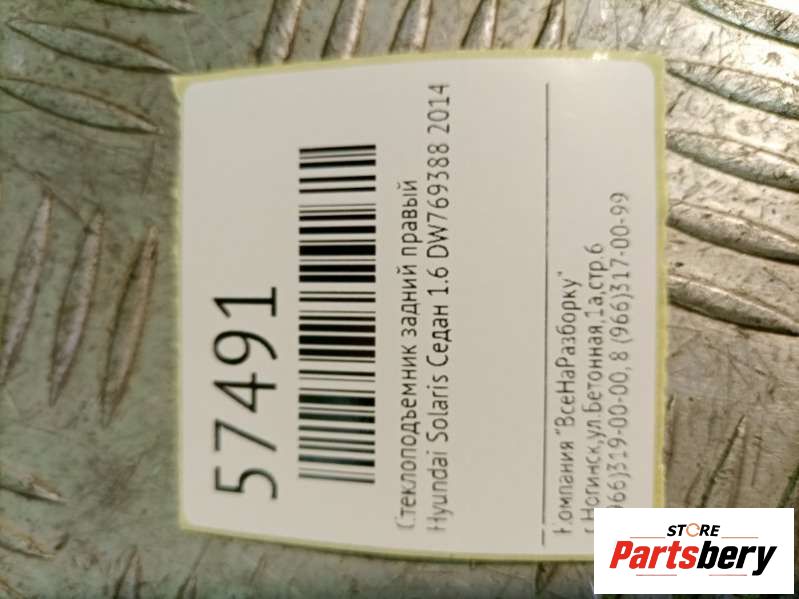 57491
Стеклоподъемник задний правый
Hyundai Solaris Седан 1.6 DW769388 2014
Компания "ВсеНаРазборку"
г.Ногинск,ул.Бетонная,1а,стр.6
966)319-00-00, 8 (966)317-00-99
STORE
Partsbery